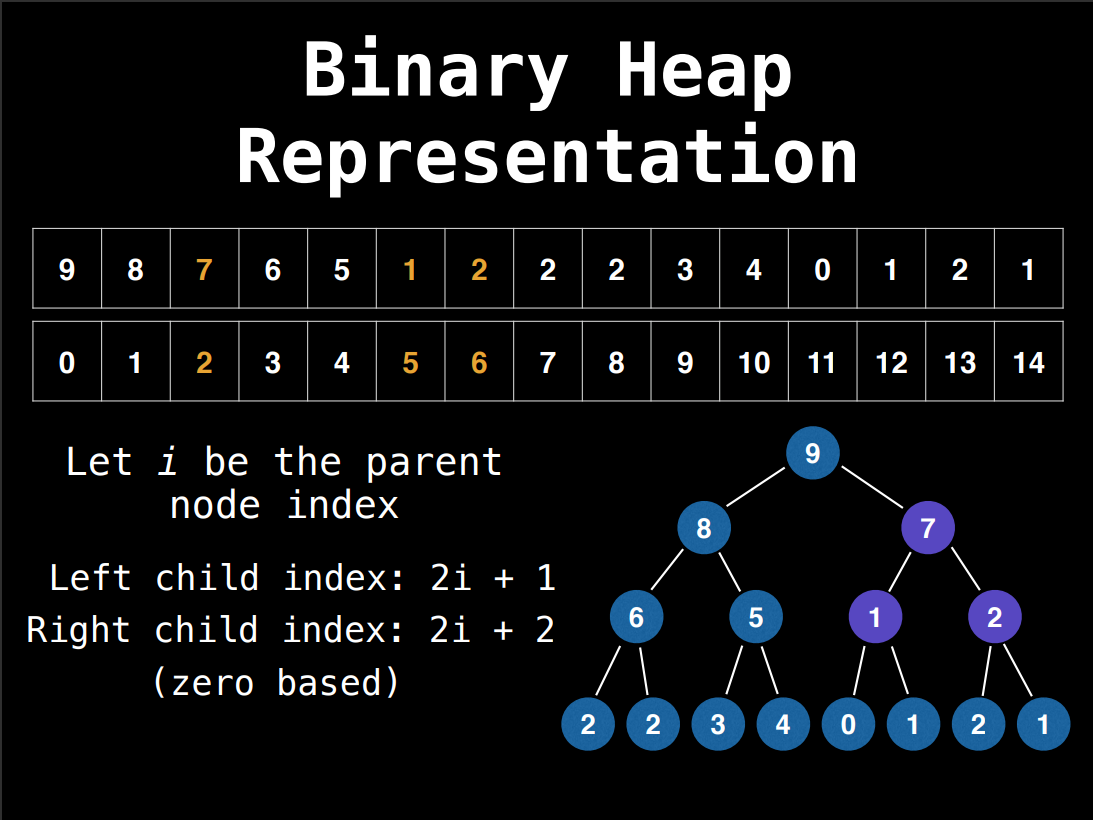 Binary Heap
Representation
9 8 7 6 5 1 2 2 2 3 4 0 1 2 1
0 1 2 3 4 5 6 7 8 9 10 11 12 13 14
Let i be the parent
node index
Left child index: 2i + 1
Right child index: 2i + 2
(zero based)
9
8 7
6 5 1 2
2 2 3 4 0 1 2 1